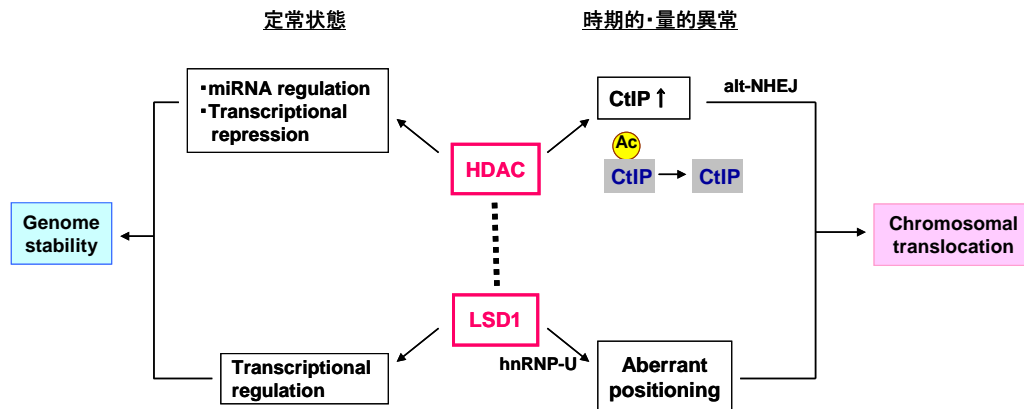 定常状態
時期的・量的異常
・miRNA regulation
・Transcriptional
repression
CtIP↑
alt-NHEJ
Ac
CtIP → CtIP
HDAC
Genome
stability
Chromosomal
translocation
LSD1
hnRNP-U
Transcriptional
regulation
Aberrant
positioning